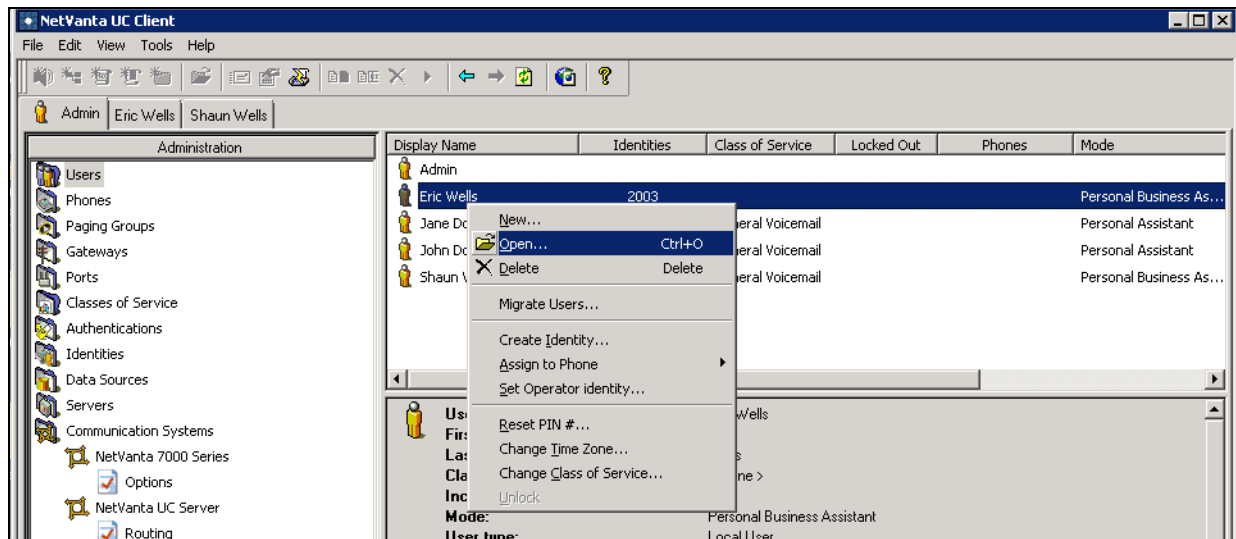 NetVanta UC Client
File Edit View Tools Help
Admin Eric Wells Shaun Wells
Administration
Display Name Identities Class of Service Locked Out Phones Mode
Users
Admin
Phones
Eric Wells 2003 Personal Business As...
Paging Groups
Jane Do New... neral Voicemail Personal Assistant
Gateways
John Do Open... Ctrl+O neral Voicemail Personal Assistant
Ports
Shaun Delete Delete neral Voicemail Personal Business As...
Classes of Service
Migrate Users...
Authentications
Create Identity...
Identities
Assign to Phone
Data Sources
Set Operator identity...
Servers
Reset PIN #... Wells
Communication Systems
Change Time Zone...
NetVanta 7000 Series
Change Class of Service... ne >
Options
Unlock
NetVanta UC Server
Mode: Personal Business Assistant
Routing
User type: Local User